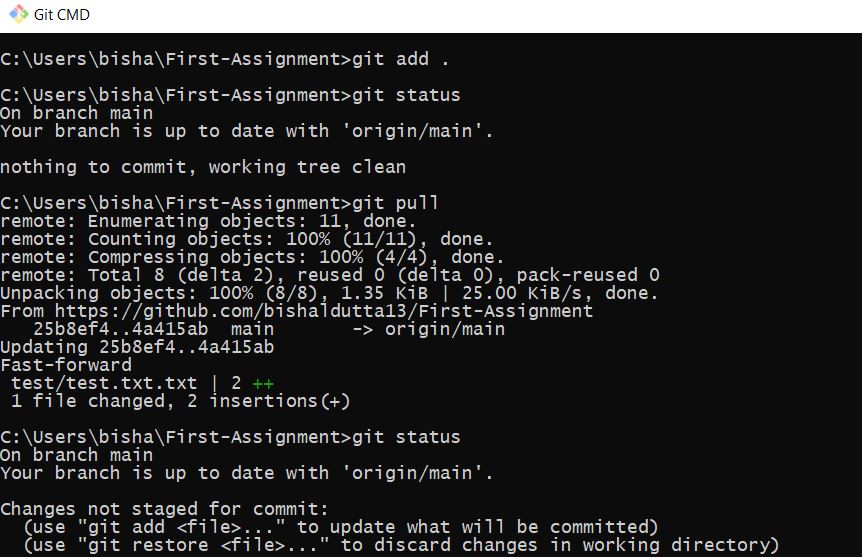 Git CMD
C:\Users\bisha\First-Assignment>git add .
C:\Users\bisha\First-Assignment>git status
On branch main
Your branch is up to date with 'origin/main'.
nothing to commit, working tree clean
C:\Users\bisha\First-Assignment>git pull
remote: Enumerating objects: 11, done.
remote: Counting objects: 100% (11/11), done.
remote: Compressing objects: 100% (4/4), done.
remote: Total 8 (delta 2), reused 0 (delta 0), pack-reused 0
Unpacking objects: 100% (8/8), 1.35 KiB | 25.00 KiB/s, done.
From https://github.com/bishaldutta13/First-Assignment
   25b8ef4..4a415ab  main       -> origin/main
Updating 25b8ef4..4a415ab
Fast-forward
 test/test.txt.txt | 2 ++
 1 file changed, 2 insertions(+)
C:\Users\bisha\First-Assignment>git status
On branch main
Your branch is up to date with 'origin/main'.
Changes not staged for commit:
  (use "git add <file>..." to update what will be committed)
  (use "git restore <file>..." to discard changes in working directory)